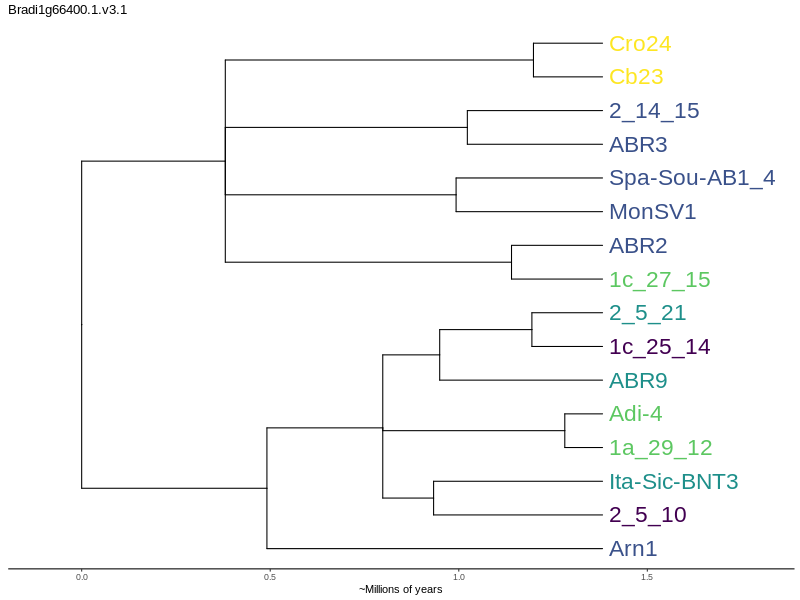 Bradi1g66400.1.v3.1
Cro24
Cb23
2_14_15
ABR3
Spa-Sou-AB1_4
MonSV1
ABR2
1c_27_15
2_5_21
1c_25_14
ABR9
Adi-4
1a_29_12
Ita-Sic-BNT3
2_5_10
Arn1
0.0 0.5 1.0 1.5
~Millions of years